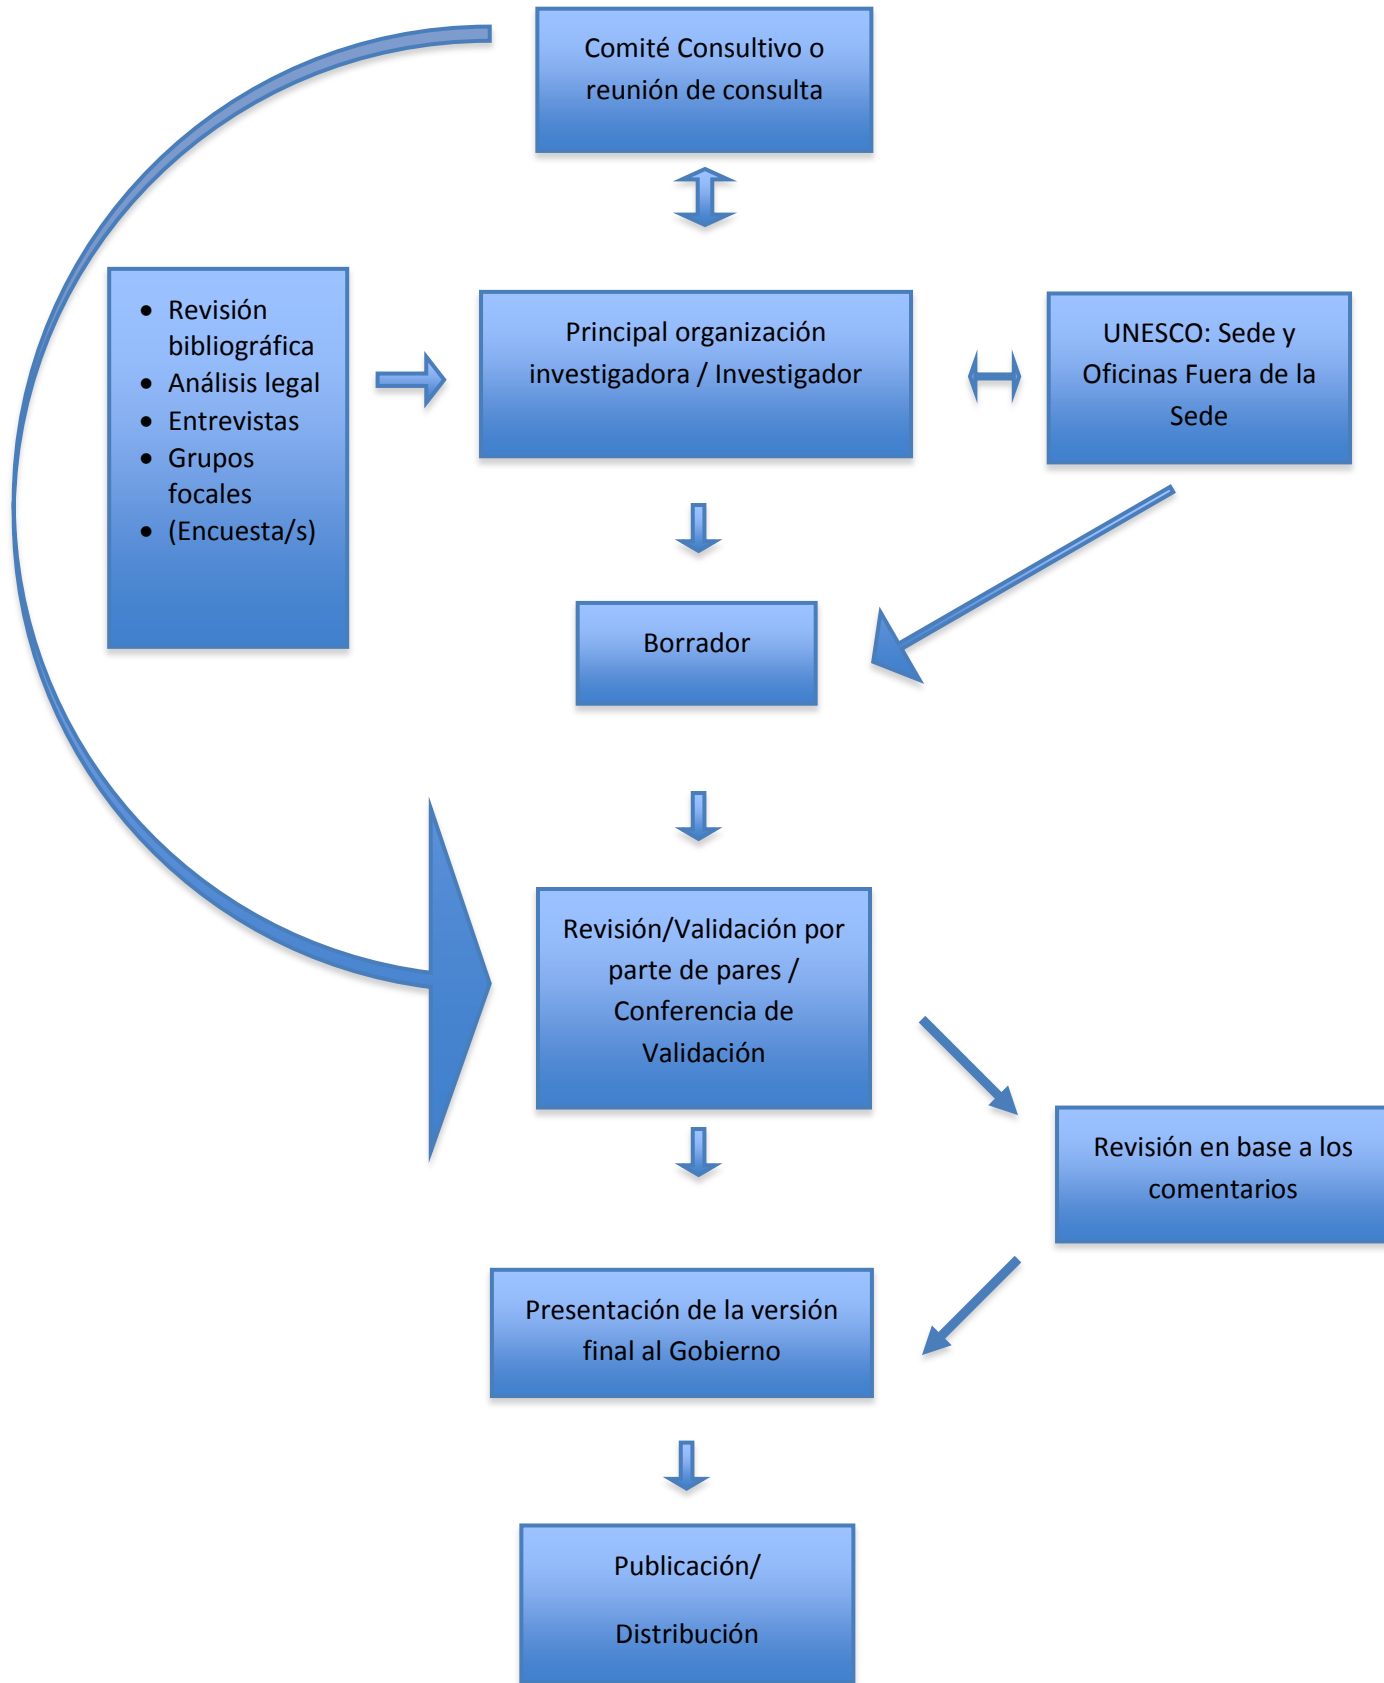 Comité Consultivo o
reunión de consulta
• Revisión
bibliográfica
• Análisis legal
• Entrevistas
• Grupos
focales
• (Encuesta/s)
Principal organización
investigadora / Investigador
UNESCO: Sede y
Oficinas Fuera de la
Sede
Borrador
Revisión/Validación por
parte de pares /
Conferencia de
Validación
Revisión en base a los
comentarios
Presentación de la versión
final al Gobierno
Publicación/
Distribución